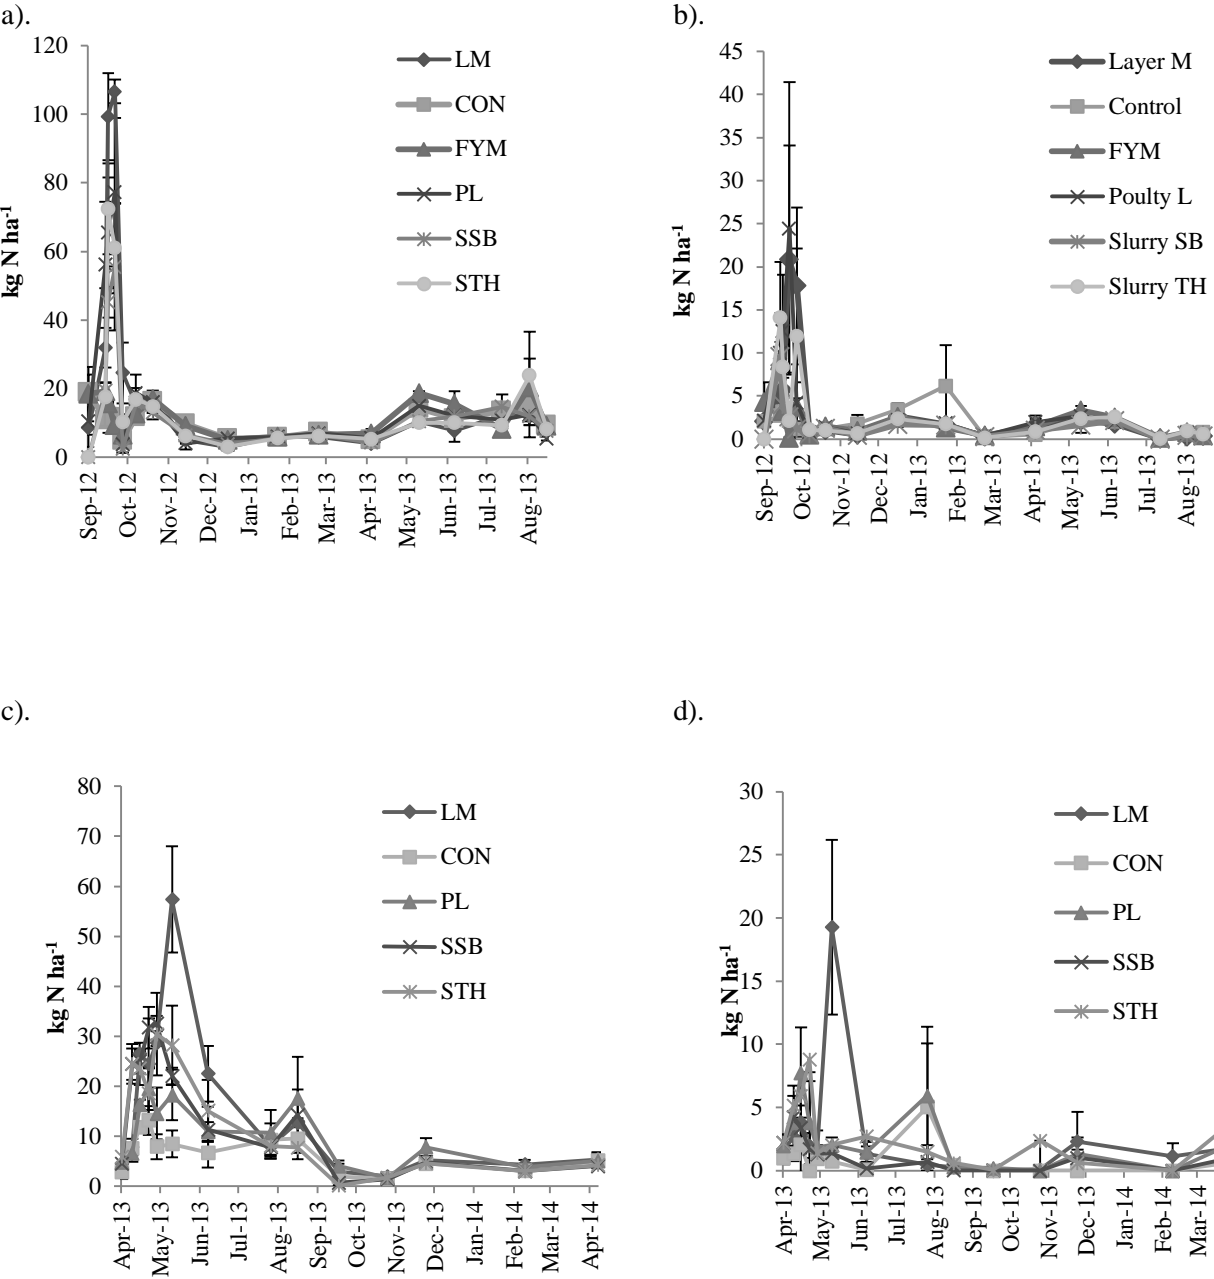 a).
120
100
80
60
40
20
0
kg N ha-1
LM
CON
FYM
PL
SSB
STH
Sep-12
Oct-12
Nov-12
Dec-12
Jan-13
Feb-13
Mar-13
Apr-13
May-13
Jun-13
Jul-13
Aug-13
b).
45
40
35
30
25
20
15
10
5
0
kg N ha-1
Layer M
Control
FYM
Poulty L
Slurry SB
Slurry TH
Sep-12
Oct-12
Nov-12
Dec-12
Jan-13
Feb-13
Mar-13
Apr-13
May-13
Jun-13
Jul-13
Aug-13
c).
80
70
60
50
40
30
20
10
0
kg N ha-1
LM
CON
PL
SSB
STH
Apr-13
May-13
Jun-13
Jul-13
Aug-13
Sep-13
Oct-13
Nov-13
Dec-13
Jan-14
Feb-14
Mar-14
Apr-14
d).
30
25
20
15
10
5
0
kg N ha-1
LM
CON
PL
SSB
STH
Apr-13
May-13
Jun-13
Jul-13
Aug-13
Sep-13
Oct-13
Nov-13
Dec-13
Jan-14
Feb-14
Mar-14